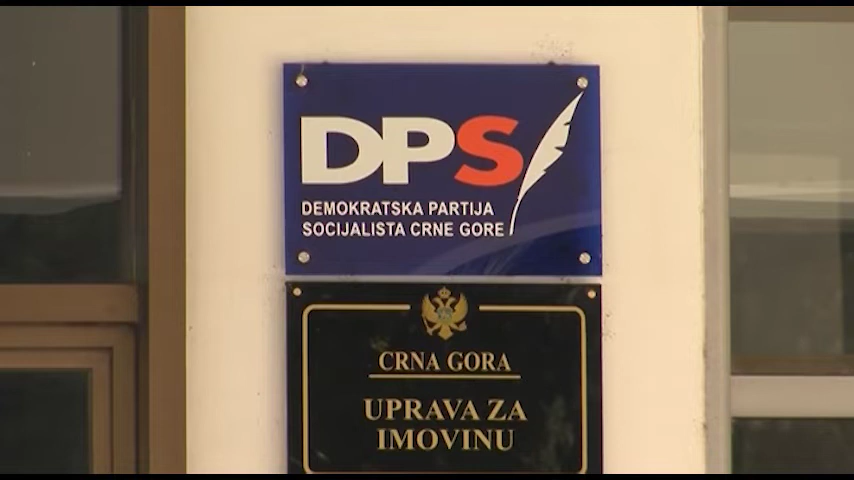 DPS
DEMOKRATSKA PARTIJA
SOCIJALISTA CRNE GORE
CRNA GORA
UPRAVA ZA
IMOVINU